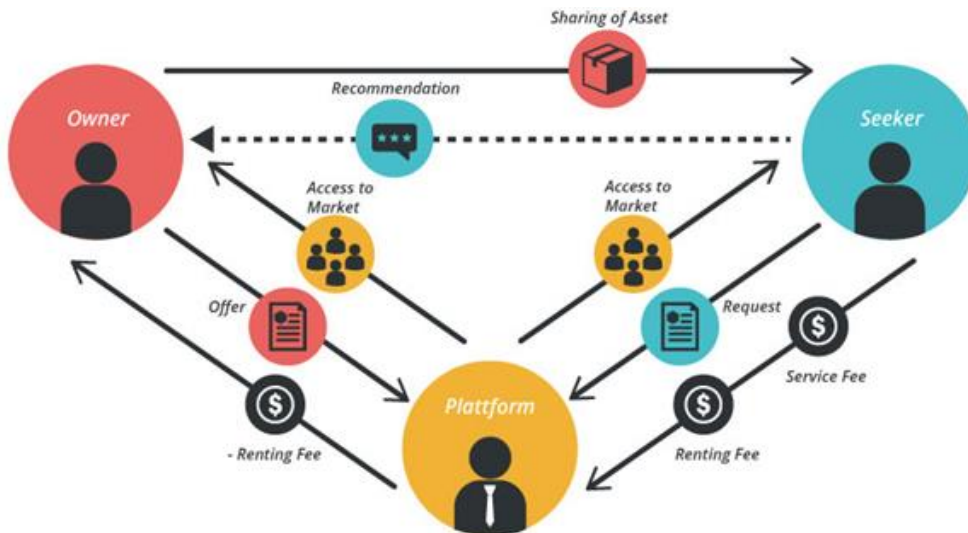 Sharing of Asset
Recommendation
Owner
Seeker
Access to
Market
Access to
Market
Offer
Request
Service Fee
Plattform
- Renting Fee
Renting Fee